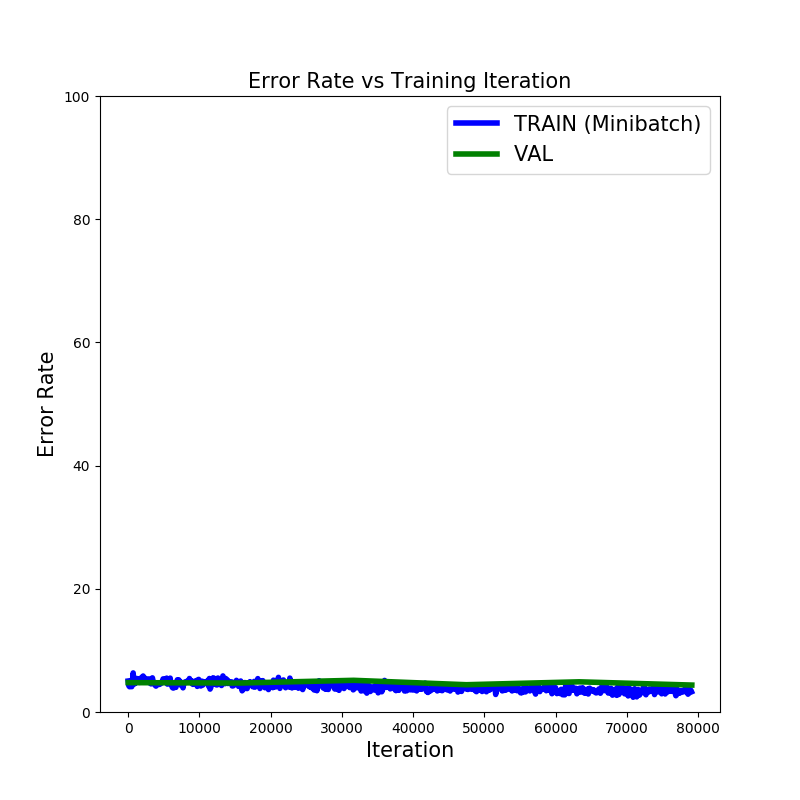 Error Rate vs Training Iteration
100
80
60
40
20
0
Error Rate
TRAIN (Minibatch)
VAL
0 10000 20000 30000 40000 50000 60000 70000 80000
Iteration